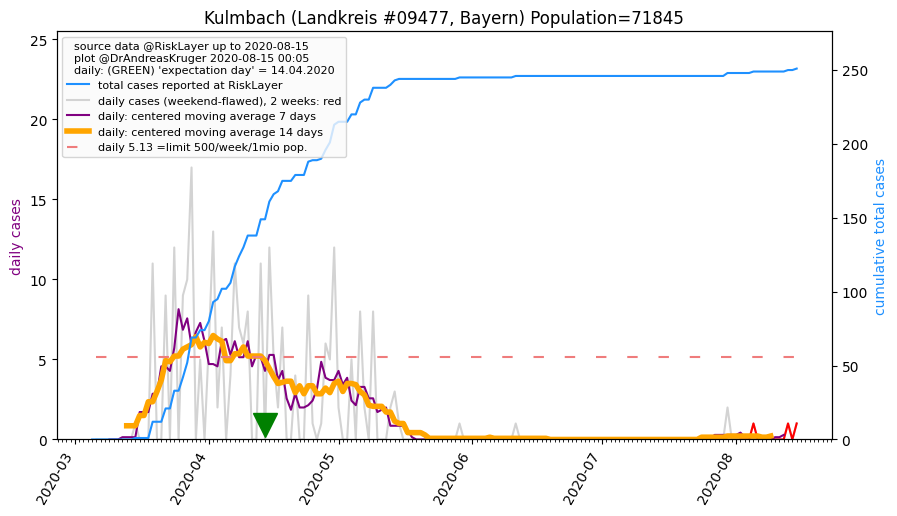 Kulmbach (Landkreis #09477, Bayern) Population=71845
source data @RiskLayer up to 2020-08-15
plot @DrAndreasKruger 2020-08-15 00:05
daily: (GREEN) 'expectation day' = 14.04.2020
total cases reported at RiskLayer
daily cases (weekend-flawed), 2 weeks: red
daily: centered moving average 7 days
daily: centered moving average 14 days
daily 5.13 =limit 500/week/1mio pop.
daily cases
25
20
15
10
5
0
cumulative total cases
250
200
150
100
50
0
2020-03
2020-04
2020-05
2020-06
2020-07
2020-08